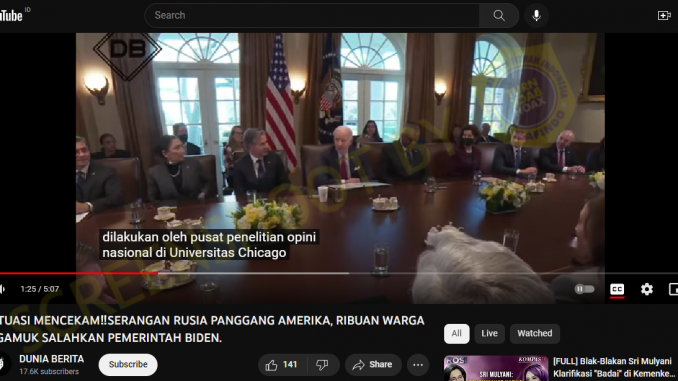 uTube ID
Search
DB
dilakukan oleh pusat penelitian opini
nasional di Universitas Chicago
1:25 / 5:07
CC
TUASI MENCEKAM!!SERANGAN RUSIA PANGGANG AMERIKA, RIBUAN WARGA
GAMUK SALAHKAN PEMERINTAH BIDEN.
DUNIA BERITA
17.6K subscribers
Subscribe
141
Share
All
Live
Watched
KOMPAS
SRI MULYANI:
[FULL] Blak-Blakan Sri Mulyani
Klarifikasi "Badai" di Kemenke...